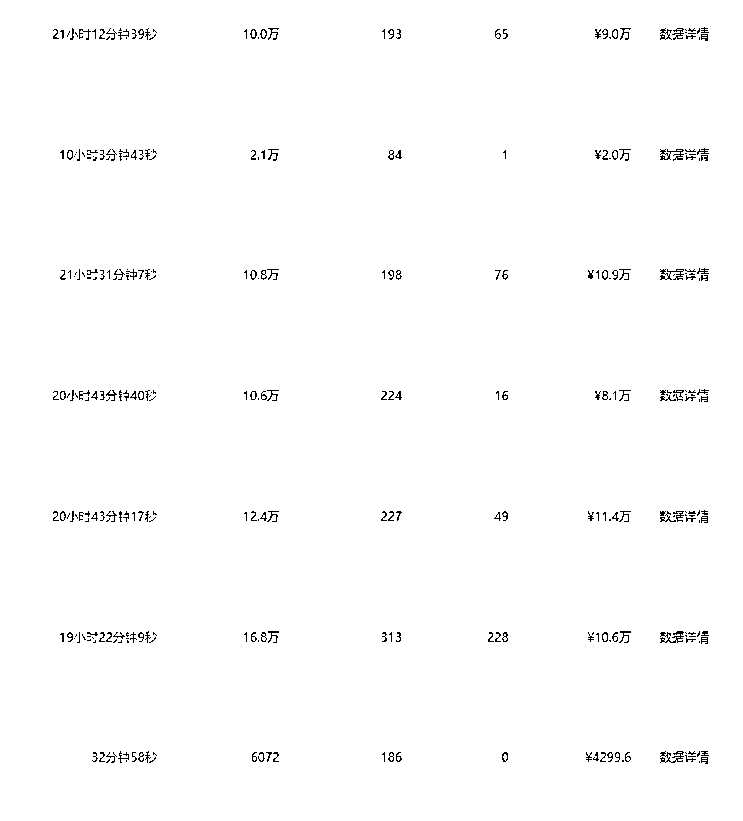 21小时12分钟39秒 10.0万 193 65 ¥9.0万 数据详情
10小时3分钟43秒 2.1万 84 1 ¥2.0万 数据详情
21小时31分钟7秒 10.8万 198 76 ¥10.9万 数据详情
20小时43分钟40秒 10.6万 224 16 ¥8.1万 数据详情
20小时43分钟17秒 12.4万 227 49 ¥11.4万 数据详情
19小时22分钟9秒 16.8万 313 228 ¥10.6万 数据详情
32分钟58秒 6072 186 0 ¥4299.6 数据详情